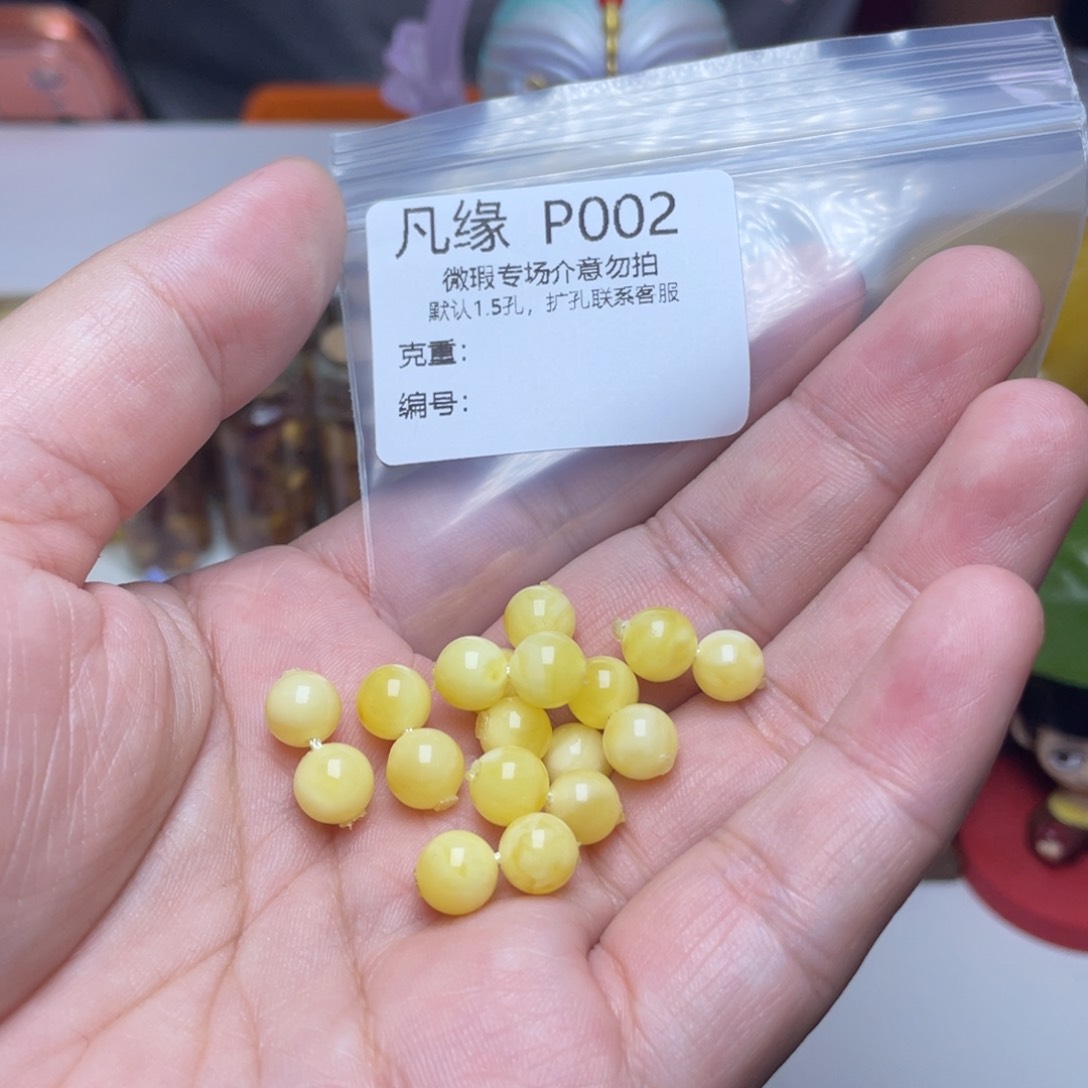 凡缘 P002
微瑕专场介意勿拍
默认1.5孔，扩孔联系客服
克重：
编号：